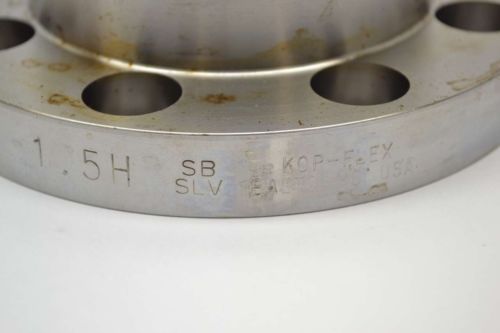 1.5H
SB
SLV
KOP-FLEX
USA